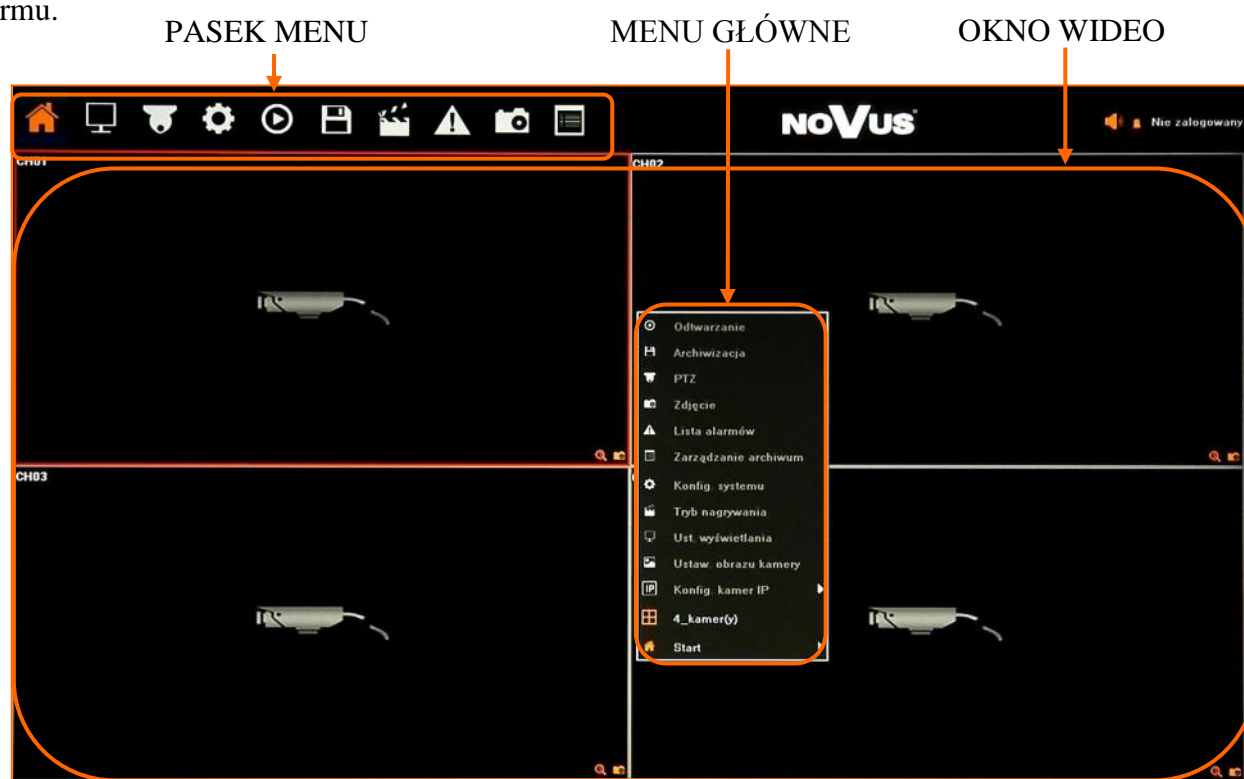 rmu.
PASEK MENU MENU GŁÓWNE OKNO WIDEO
NOVUS
Nie zalogowany
CH01
CH02
Odtwarzanie
Archiwizacja
PTZ
Zdjęcie
Lista alarmów
Zarządzanie archiwum
Konfig. systemu
Tryb nagrywania
Ust. wyświetlania
Ustaw. obrazu kamery
IP Konfig. kamer IP
4_kamer(y)
Start
CH03